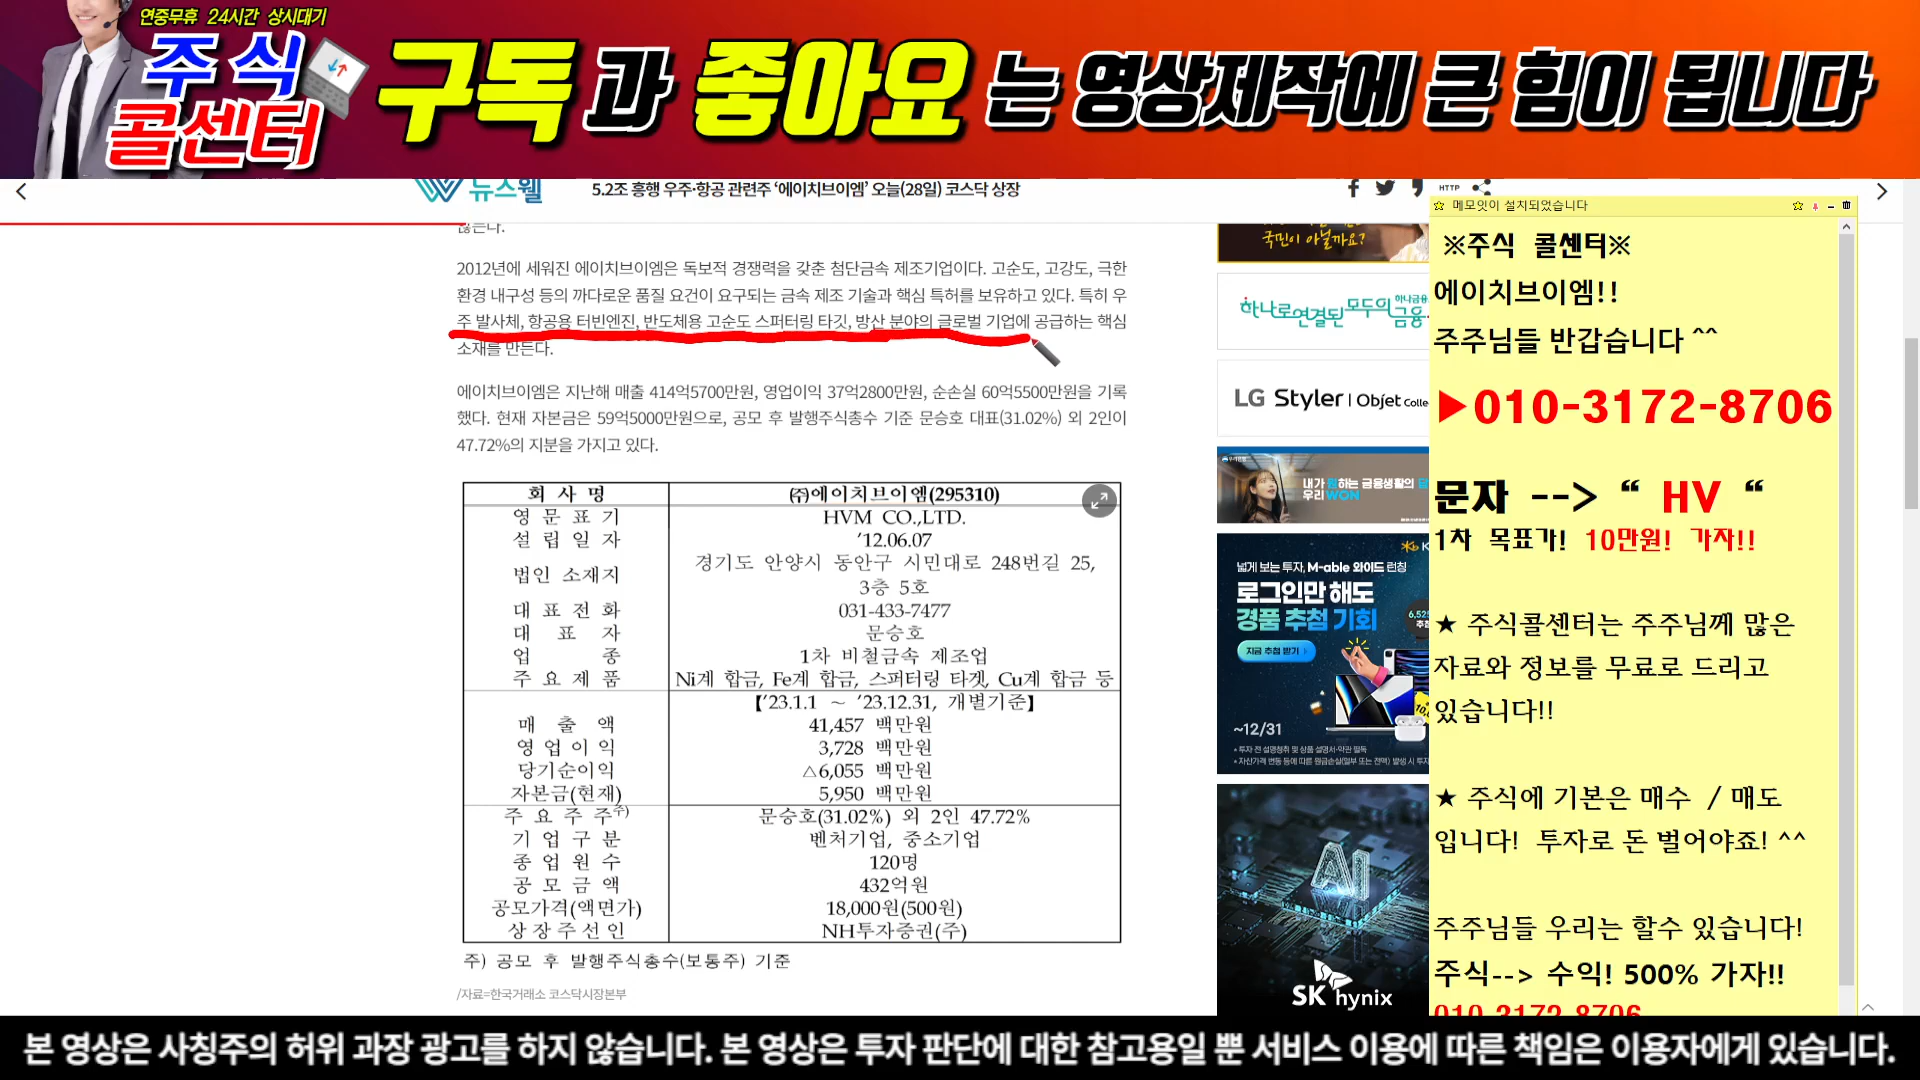 연중무휴 24시간 상시대기
주식
콜센터
구독과 좋아요는 영상제작에 큰 힘이 됩니다
뉴스웰
5.2조 흥행 우주·항공 관련주 ‘에이치브이엠’ 오늘(28일) 코스닥 상장
HTTP
않는다.
2012년에 세워진 에이치브이엠은 독보적 경쟁력을 갖춘 첨단금속 제조기업이다. 고순도, 고강도, 극한
환경 내구성 등의 까다로운 품질 요건이 요구되는 금속 제조 기술과 핵심 특허를 보유하고 있다. 특히 우
주 발사체, 항공용 터빈엔진, 반도체용 고순도 스퍼터링 타깃, 방산 분야의 글로벌 기업에 공급하는 핵심
소재를 만든다.
에이치브이엠은 지난해 매출 414억5700만원, 영업이익 37억2800만원, 순손실 60억5500만원을 기록
했다. 현재 자본금은 59억5000만원으로, 공모 후 발행주식총수 기준 문승호 대표(31.02%) 외 2인이
47.72%의 지분을 가지고 있다.
회 사 명 ㈜에이치브이엠(295310)
영 문 표 기 HVM CO.,LTD.
설 립 일 자 ’12.06.07
법인 소재지 경기도 안양시 동안구 시민대로 248번길 25,
3층 5호
대 표 전 화 031-433-7477
대 표 자 문승호
업 종 1차 비철금속 제조업
주 요 제 품 Ni계 합금, Fe계 합금, 스퍼터링 타겟, Cu계 합금 등
【’23.1.1 ~ ’23.12.31, 개별기준】
매 출 액 41,457 백만원
영 업 이 익 3,728 백만원
당기순이익 △6,055 백만원
자본금(현재) 5,950 백만원
주 요 주 주주) 문승호(31.02%) 외 2인 47.72%
기 업 구 분 벤처기업, 중소기업
종 업 원 수 120명
공 모 금 액 432억원
공모가격(액면가) 18,000원(500원)
상 장 주 선 인 NH투자증권(주)
주) 공모 후 발행주식총수(보통주) 기준
/자료=한국거래소 코스닥시장본부
국민이 아닐까요?
하나로 연결된 모두의 금융
하나금융
LG Styler | Objet Colle
내가 원하는 금융생활의
우리WON
넓게 보는 투자, M-able 와이드 런칭
로그인만 해도
경품 추첨 기회
지금 추첨 받기
~12/31
• 투자 전 설명청취 및 상품 설명서·약관 필독
AI
SK hynix
메모잇이 설치되었습니다
※주식 콜센터※
에이치브이엠!!
주주님들 반갑습니다 ^^
▶010-3172-8706
문자 --> “ HV “
1차 목표가! 10만원! 가자!!
★ 주식콜센터는 주주님께 많은
자료와 정보를 무료로 드리고
있습니다!!
★ 주식에 기본은 매수 / 매도
입니다! 투자로 돈 벌어야죠! ^^
주주님들 우리는 할수 있습니다!
주식--> 수익! 500% 가자!!
010-3172-8706
본 영상은 사칭주의 허위 과장 광고를 하지 않습니다. 본 영상은 투자 판단에 대한 참고용일 뿐 서비스 이용에 따른 책임은 이용자에게 있습니다.